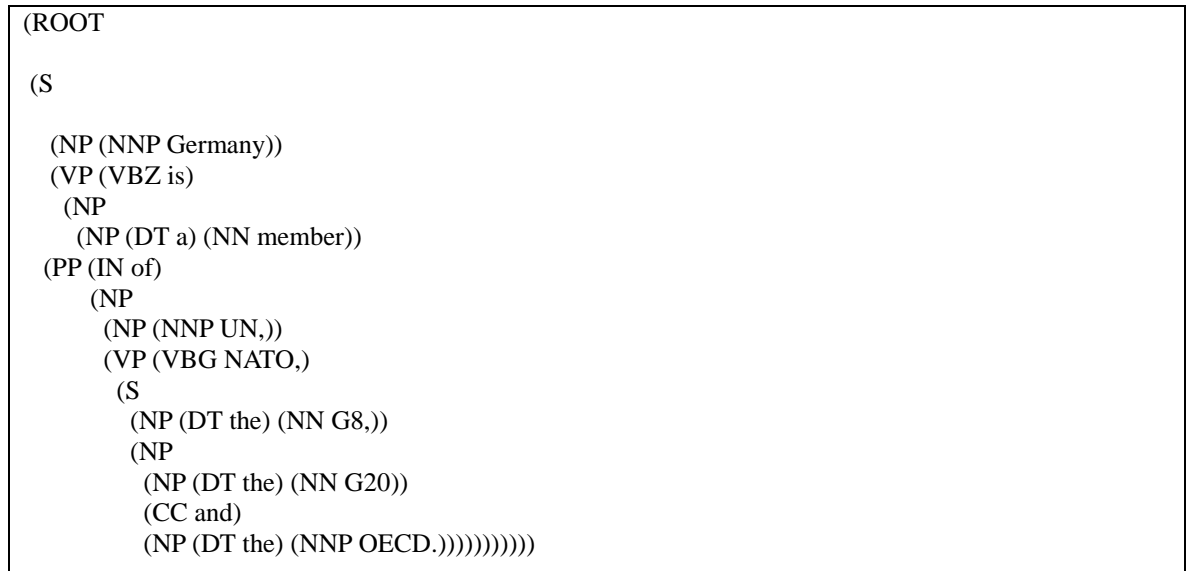 (ROOT
(S
(NP (NNP Germany))
(VP (VBZ is)
(NP
(NP (DT a) (NN member))
(PP (IN of)
(NP
(NP (NNP UN,))
(VP (VBG NATO,)
(S
(NP (DT the) (NN G8,))
(NP
(NP (DT the) (NN G20))
(CC and)
(NP (DT the) (NNP OECD.)))))))))))